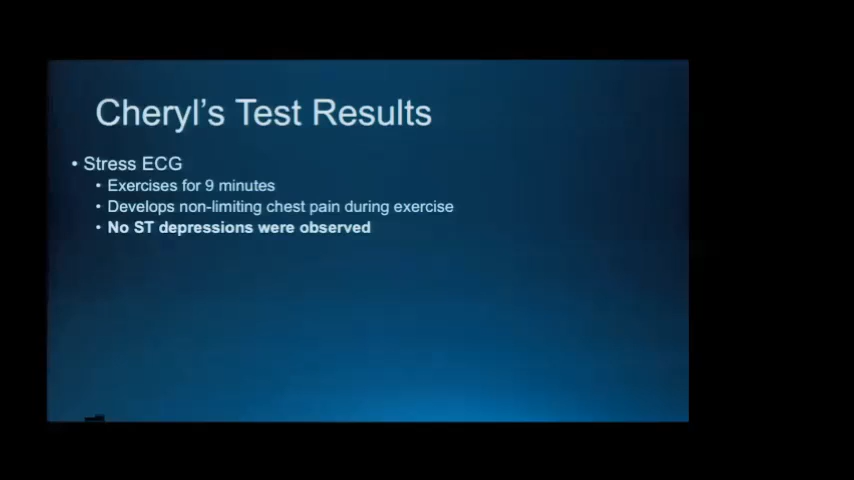 Cheryl's Test Results
• Stress ECG
• Exercises for 9 minutes
• Develops non-limiting chest pain during exercise
• No ST depressions were observed